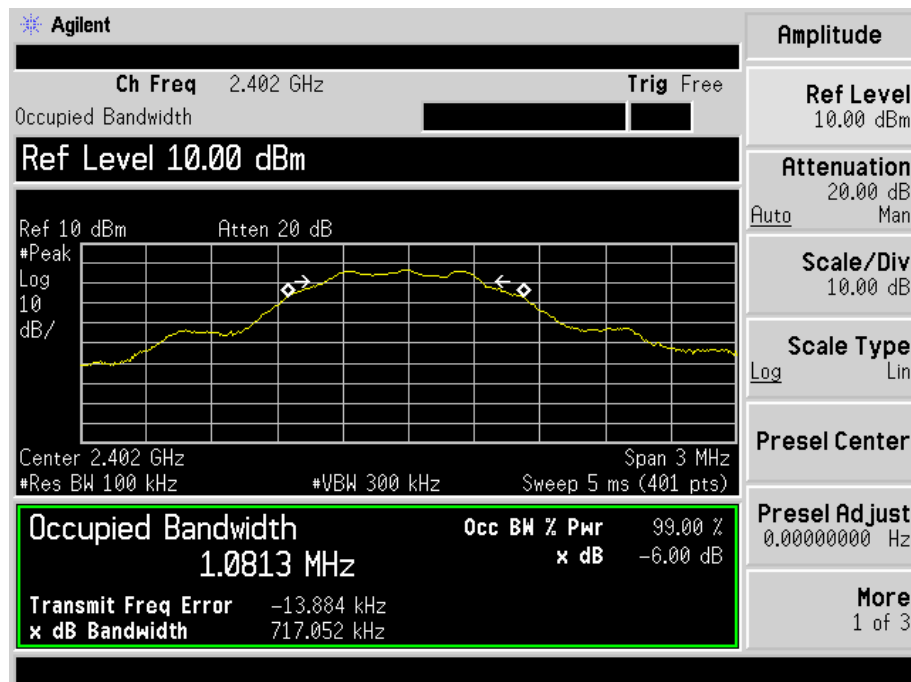 Agilent
Ch Freq 2.402 GHz Trig Free
Occupied Bandwidth
Ref Level 10.00 dBm
Ref 10 dBm Atten 20 dB
#Peak
Log
10
dB/
Center 2.402 GHz Span 3 MHz
#Res BW 100 kHz #VBW 300 kHz Sweep 5 ms (401 pts)
Occupied Bandwidth Occ BW % Pwr 99.00 %
1.0813 MHz x dB -6.00 dB
Transmit Freq Error -13.884 kHz
x dB Bandwidth 717.052 kHz
Amplitude
Ref Level
10.00 dBm
Attenuation
20.00 dB
Auto Man
Scale/Div
10.00 dB
Scale Type
Log Lin
Presel Center
Presel Adjust
0.00000000 Hz
More
1 of 3